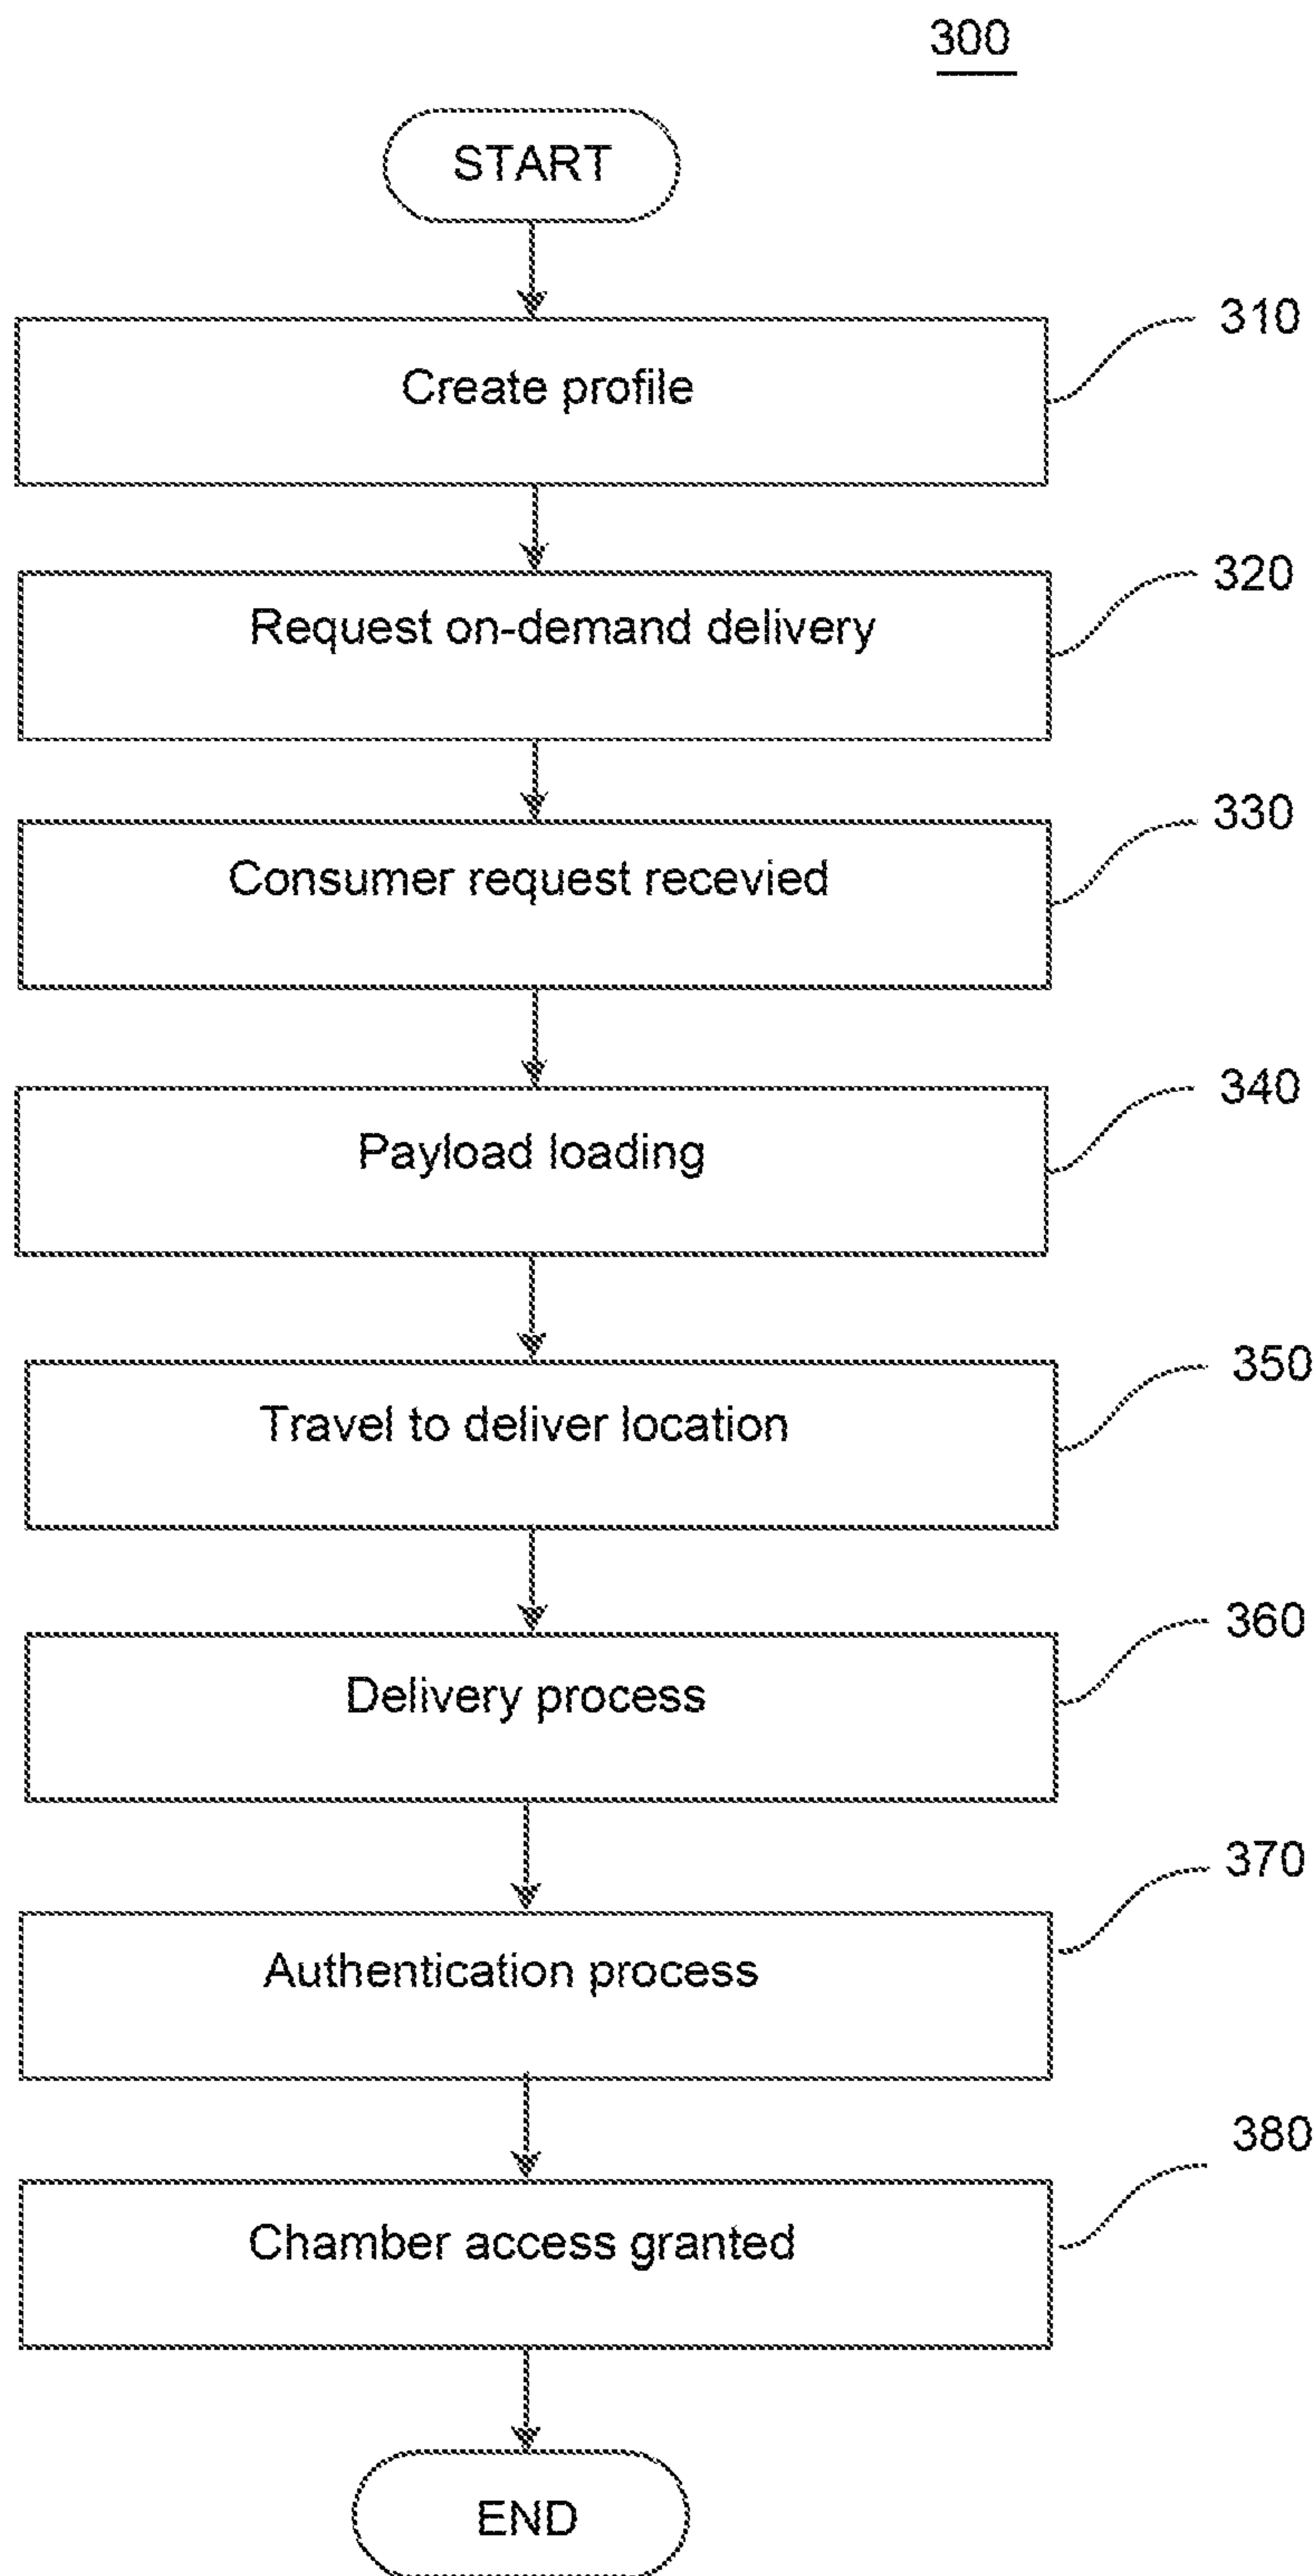 300
START
310
Create profile
320
Request on-demand delivery
330
Consumer request recevied
340
Payload loading
350
Travel to deliver location
360
Delivery process
370
Authentication process
380
Chamber access granted
END